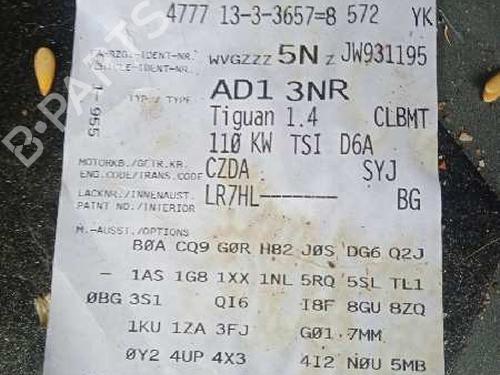 4777 13-3-3657=8 572 YK
FAHRZG.-IDENT-NR. WVGZZZ 5N Z JW931195
VEHICLE-IDENT-NR.
TYP / TYPE AD1 3NR
Tiguan 1.4 CLBMT
110 KW TSI D6A
MOTORKB./GETR.KB. CZDA SYJ
ENG.CODE/TRANS.CODE
LACKNR./INNENAUST. LR7HL------- BG
PAINT NO./INTERIOR
M.-AUSST./OPTIONS
B0A CQ9 G0R H82 J0S DG6 Q2J
- 1AS 1G8 1XX 1NL 5RQ 5SL TL1
0BG 3S1 QI6 I8F 8GU 8ZQ
1KU 1ZA 3FJ G01 7MM
0Y2 4UP 4X3 4I2 N0U 5MB
1-955
B-PARTS